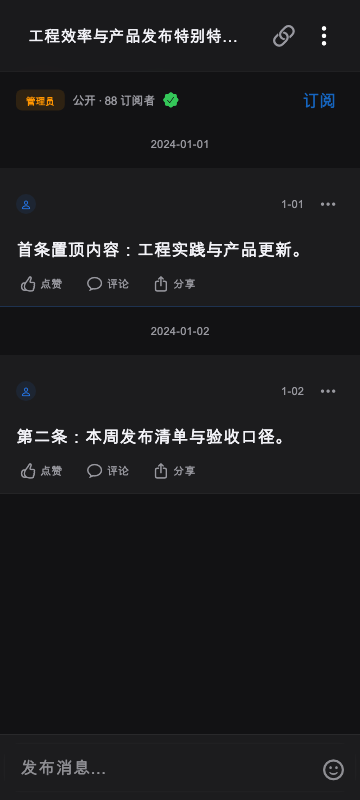 工程效率与产品发布特别特...
管理员 公开 · 88 订阅者 订阅
2024-01-01
1-01
首条置顶内容：工程实践与产品更新。
点赞 评论 分享
2024-01-02
1-02
第二条：本周发布清单与验收口径。
点赞 评论 分享
发布消息...